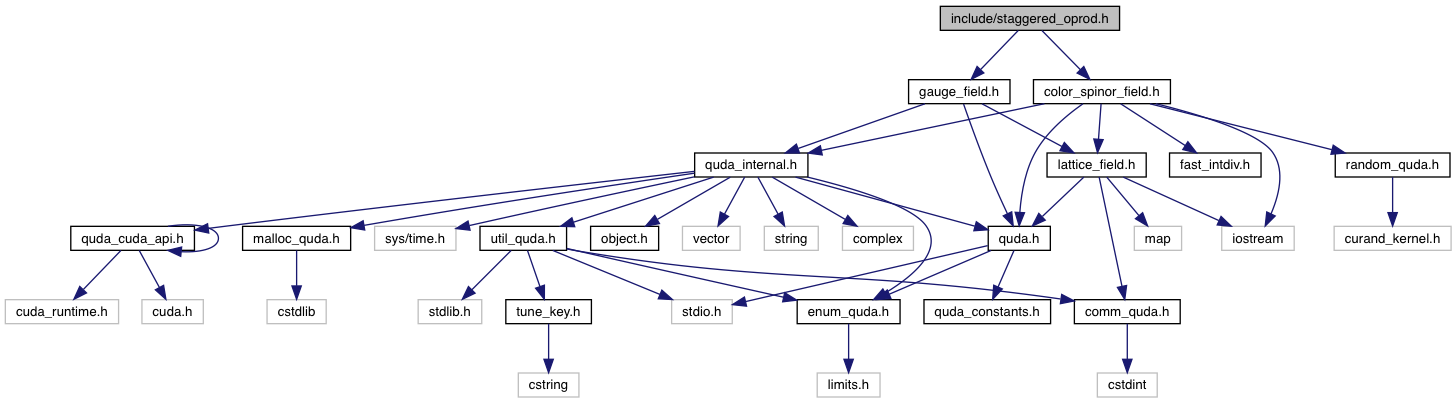 include/staggered_oprod.h
gauge_field.h
color_spinor_field.h
quda_internal.h
lattice_field.h
fast_intdiv.h
random_quda.h
quda_cuda_api.h
malloc_quda.h
sys/time.h
util_quda.h
object.h
vector
string
complex
quda.h
map
iostream
curand_kernel.h
cuda_runtime.h
cuda.h
cstdlib
stdlib.h
tune_key.h
stdio.h
enum_quda.h
quda_constants.h
comm_quda.h
cstring
limits.h
cstdint